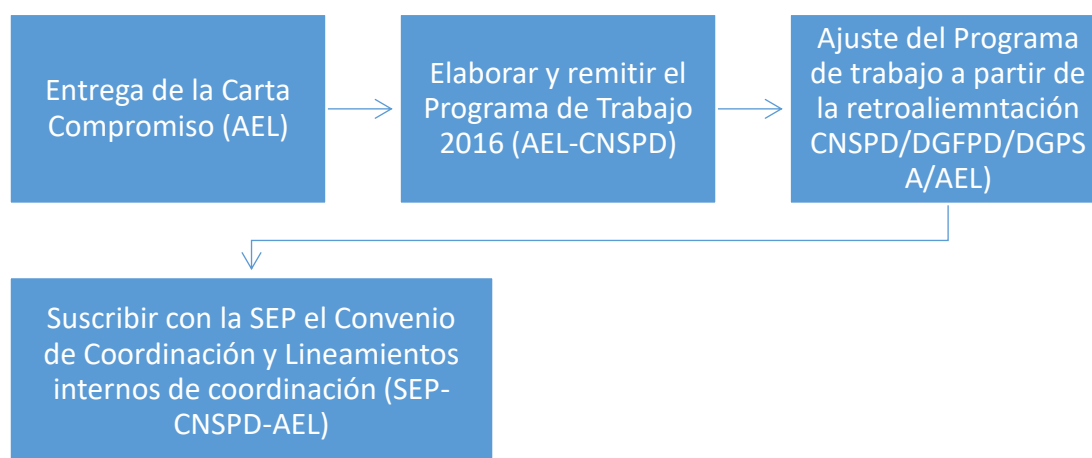 Entrega de la Carta
Compromiso (AEL)
Elaborar y remitir el
Programa de Trabajo
2016 (AEL-CNSPD)
Ajuste del Programa
de trabajo a partir de
la retroaliemntación
CNSPD/DGFPD/DGPS
A/AEL)
Suscribir con la SEP el Convenio
de Coordinación y Lineamientos
internos de coordinación (SEP-
CNSPD-AEL)